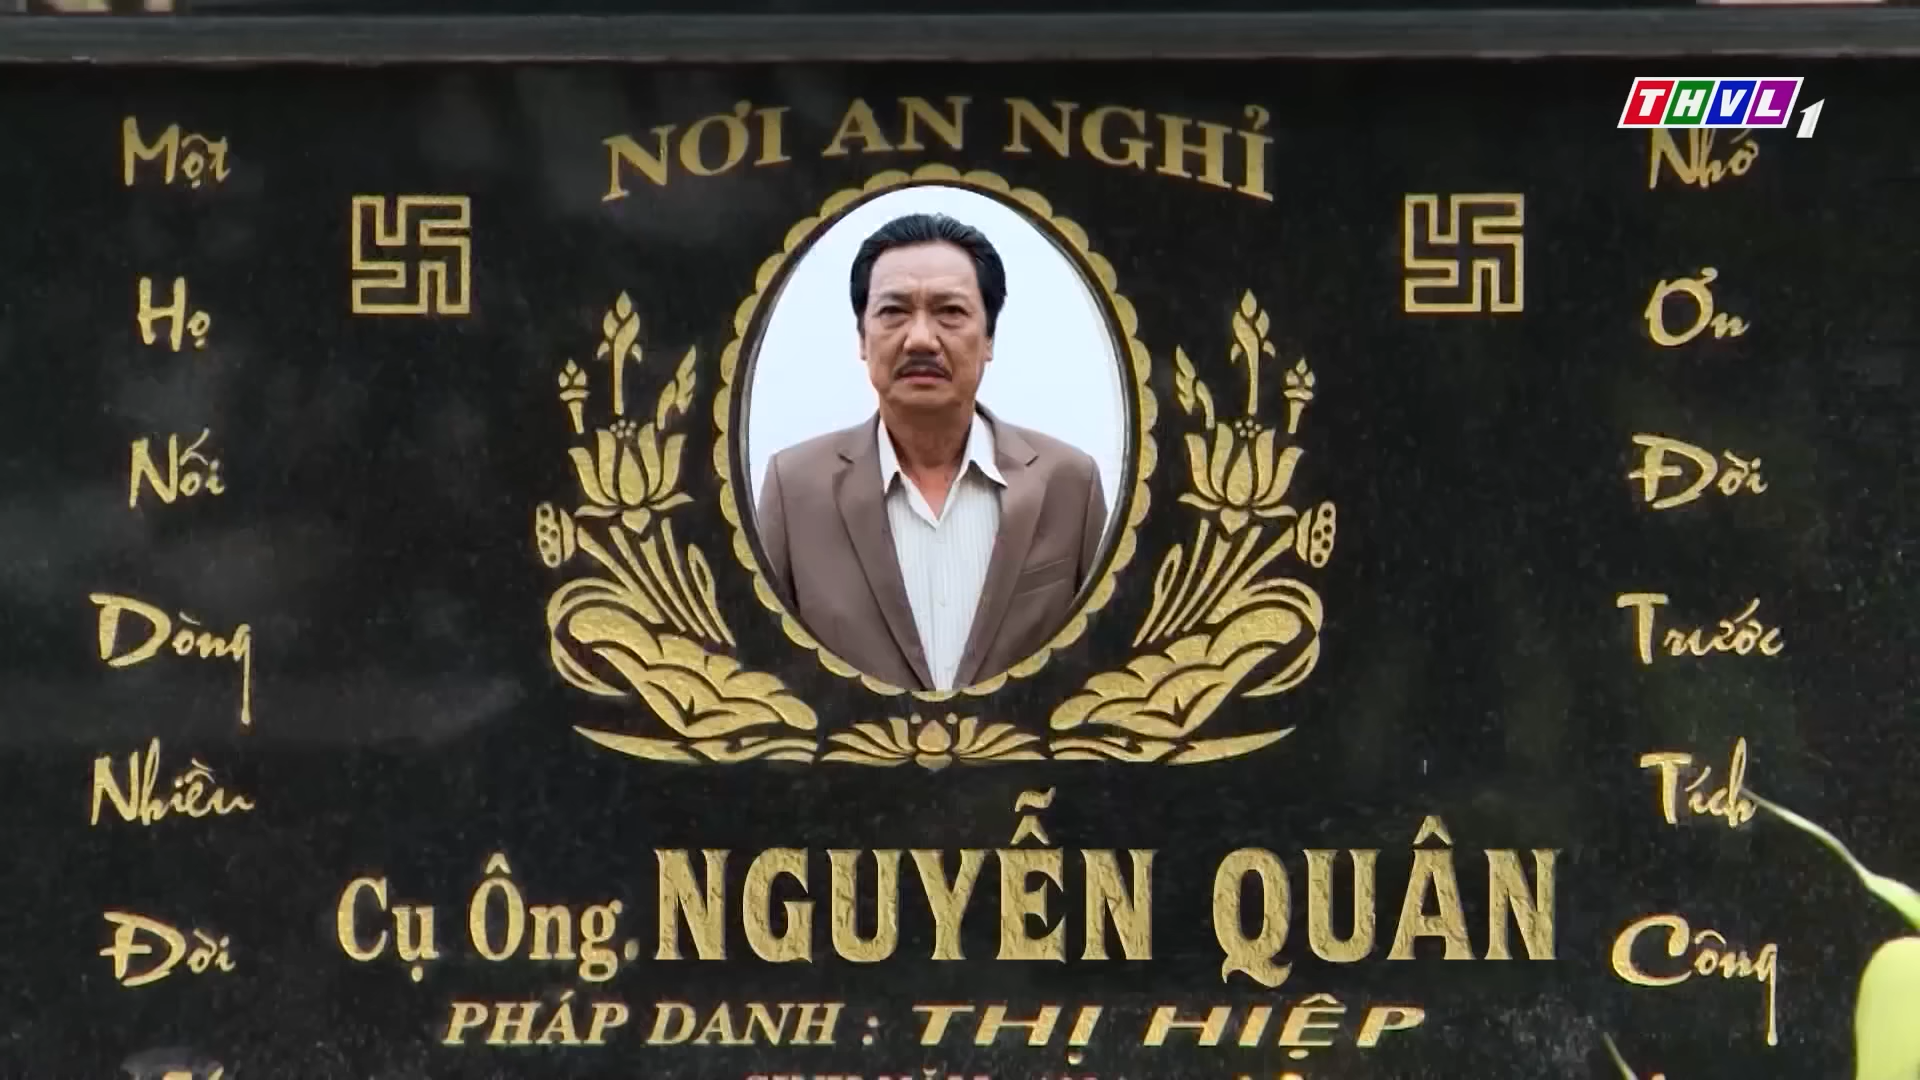 THVL1
NƠI AN NGHỈ
Một
Họ
Nối
Dòng
Nhiều
Đời
Nhớ
Ơn
Đời
Trước
Tích
Công
Cụ Ông. NGUYỄN QUÂN
PHÁP DANH : THỊ HIỆP